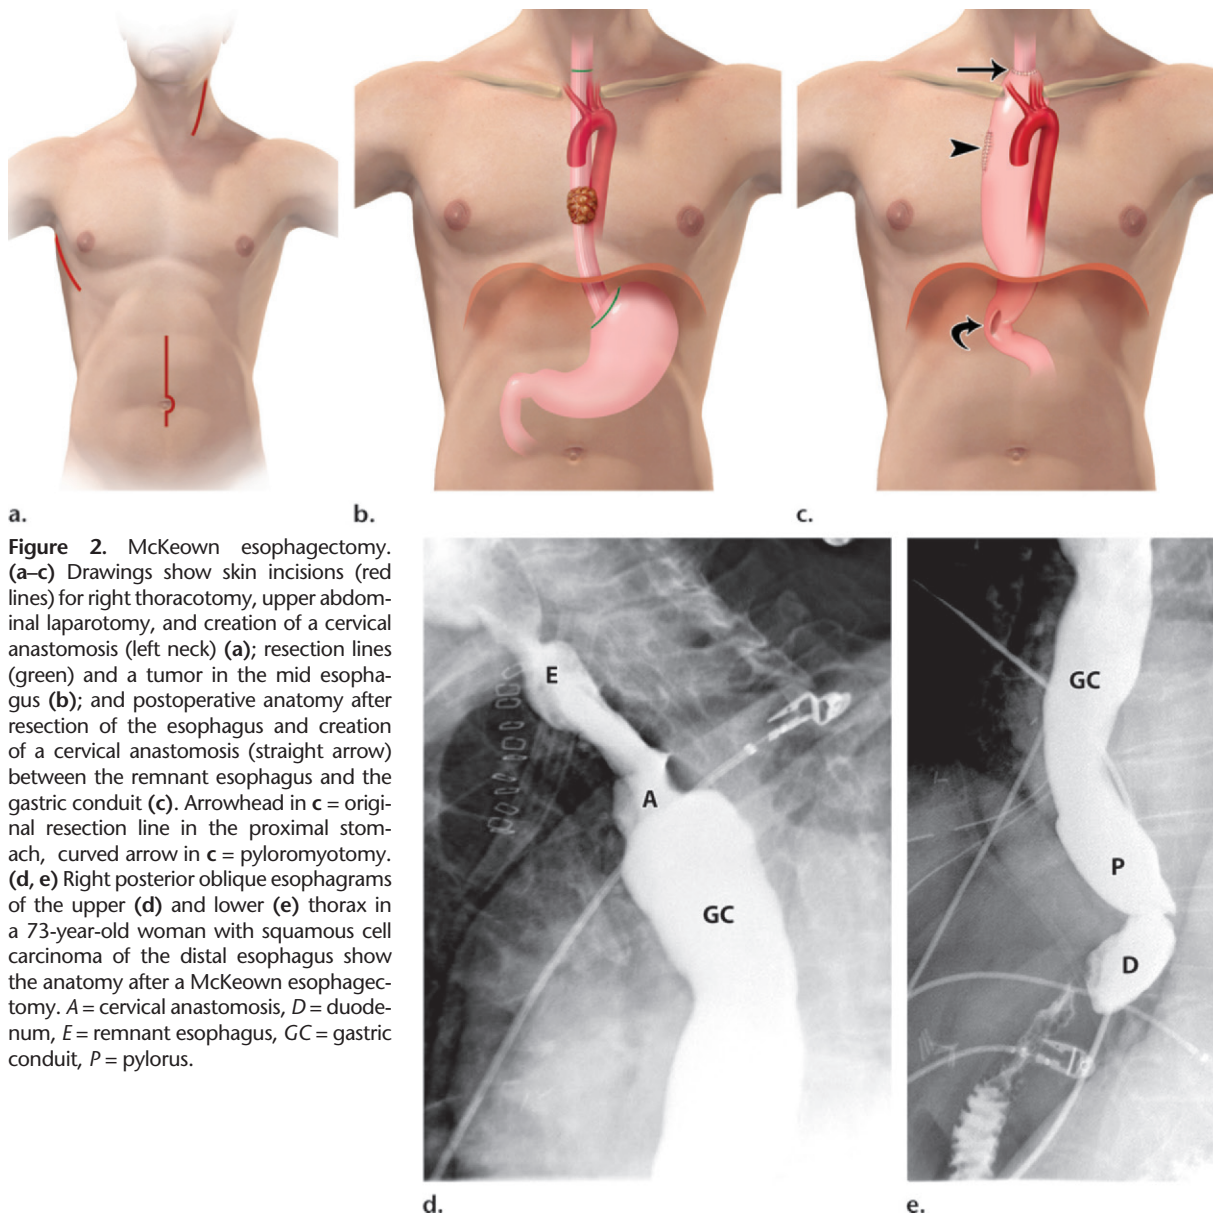 a.
b.
c.
Figure 2. McKeown esophagectomy.
(a–c) Drawings show skin incisions (red
lines) for right thoracotomy, upper abdom-
inal laparotomy, and creation of a cervical
anastomosis (left neck) (a); resection lines
(green) and a tumor in the mid esopha-
gus (b); and postoperative anatomy after
resection of the esophagus and creation
of a cervical anastomosis (straight arrow)
between the remnant esophagus and the
gastric conduit (c). Arrowhead in c = origi-
nal resection line in the proximal stom-
ach, curved arrow in c = pyloromyotomy.
(d, e) Right posterior oblique esophagrams
of the upper (d) and lower (e) thorax in
a 73-year-old woman with squamous cell
carcinoma of the distal esophagus show
the anatomy after a McKeown esophagec-
tomy. A = cervical anastomosis, D = duode-
num, E = remnant esophagus, GC = gastric
conduit, P = pylorus.
E
A
GC
d.
GC
P
D
e.